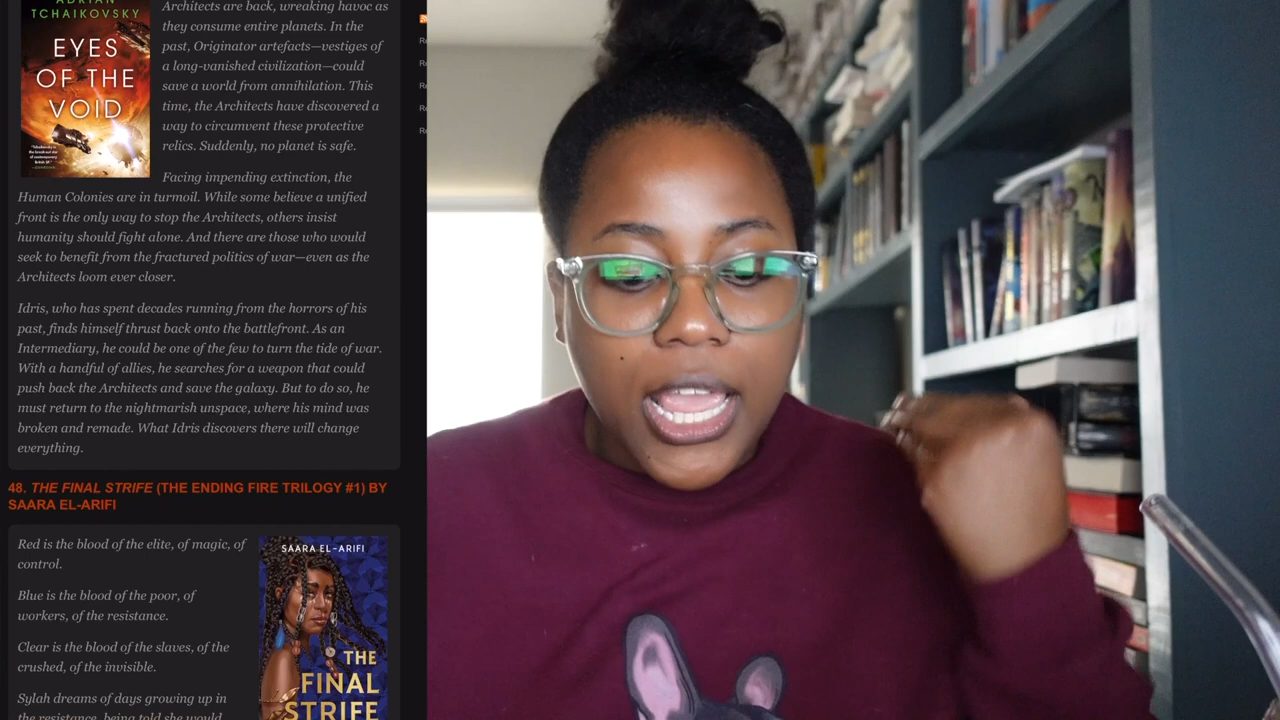 ADRIAN
TCHAIKOVSKY
EYES
OF THE
VOID
Architects are back, wreaking havoc as
they consume entire planets. In the
past, Originator artefacts—vestiges of
a long-vanished civilization—could
save a world from annihilation. This
time, the Architects have discovered a
way to circumvent these protective
relics. Suddenly, no planet is safe.
Facing impending extinction, the
Human Colonies are in turmoil. While some believe a unified
front is the only way to stop the Architects, others insist
humanity should fight alone. And there are those who would
seek to benefit from the fractured politics of war—even as the
Architects loom ever closer.
Idris, who has spent decades running from the horrors of his
past, finds himself thrust back onto the battlefront. As an
Intermediary, he could be one of the few to turn the tide of war.
With a handful of allies, he searches for a weapon that could
push back the Architects and save the galaxy. But to do so, he
must return to the nightmarish unspace, where his mind was
broken and remade. What Idris discovers there will change
everything.
48. THE FINAL STRIFE (THE ENDING FIRE TRILOGY #1) BY
SAARA EL-ARIFI
Red is the blood of the elite, of magic, of
control.
Blue is the blood of the poor, of
workers, of the resistance.
Clear is the blood of the slaves, of the
crushed, of the invisible.
Sylah dreams of days growing up in
the resistance, being told she would
SAARA EL-ARIFI
THE
FINAL
STRIFE
Re
Re
Re
Re
Re